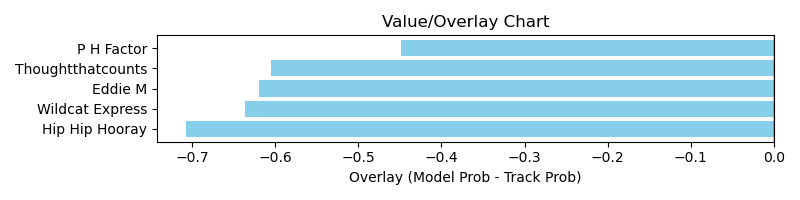 Value/Overlay Chart
P H Factor
Thoughtthatcounts
Eddie M
Wildcat Express
Hip Hip Hooray
−0.7 −0.6 −0.5 −0.4 −0.3 −0.2 −0.1 0.0
Overlay (Model Prob - Track Prob)